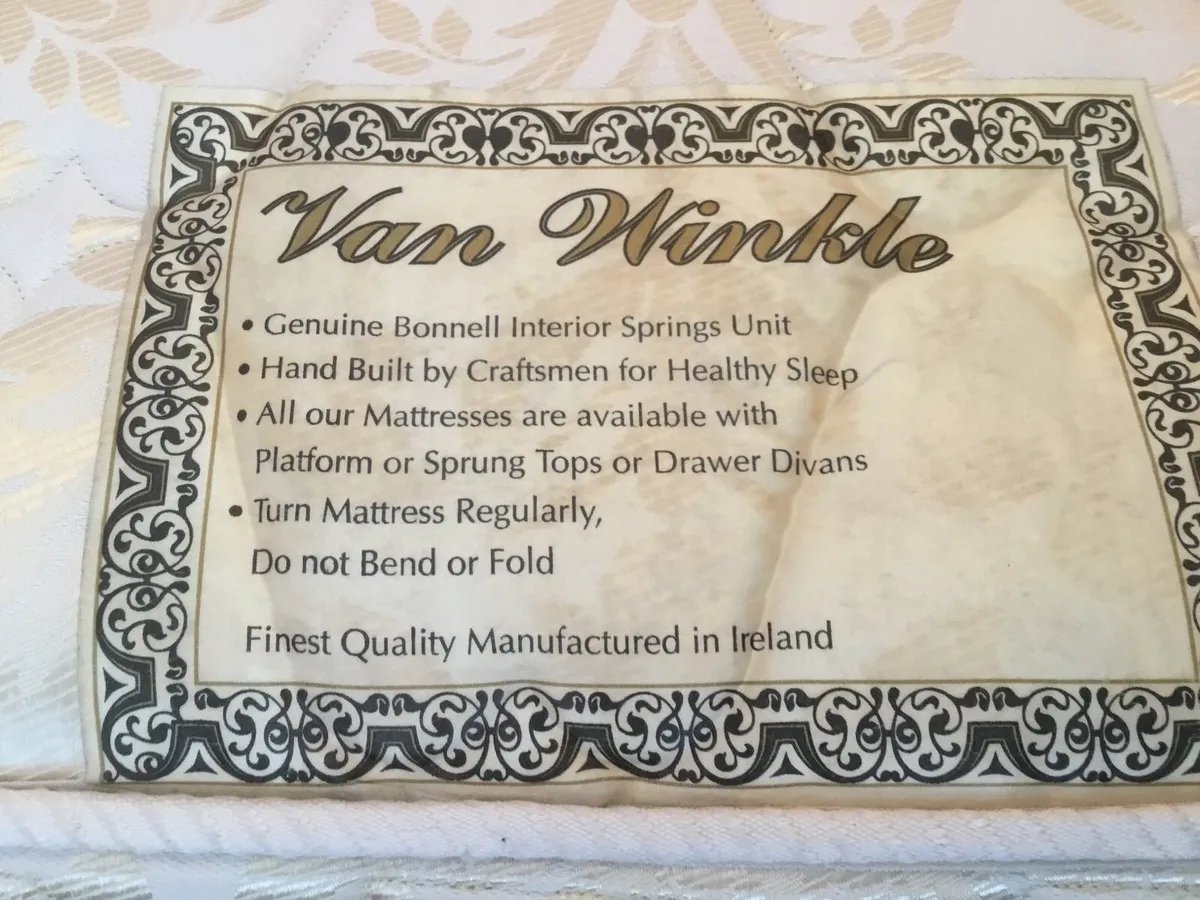 Van Winkle
• Genuine Bonnell Interior Springs Unit
• Hand Built by Craftsmen for Healthy Sleep
• All our Mattresses are available with
Platform or Sprung Tops or Drawer Divans
• Turn Mattress Regularly,
Do not Bend or Fold
Finest Quality Manufactured in Ireland